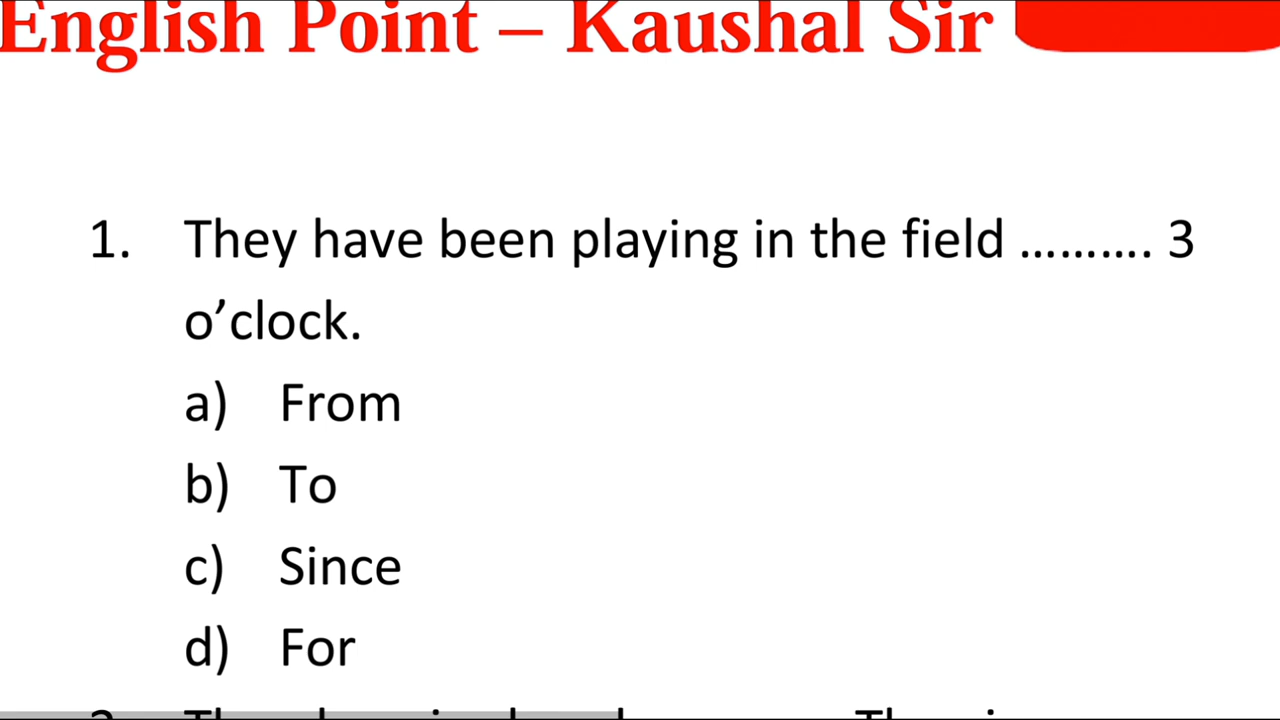 English Point – Kaushal Sir
1. They have been playing in the field ………. 3
o’clock.
a) From
b) To
c) Since
d) For